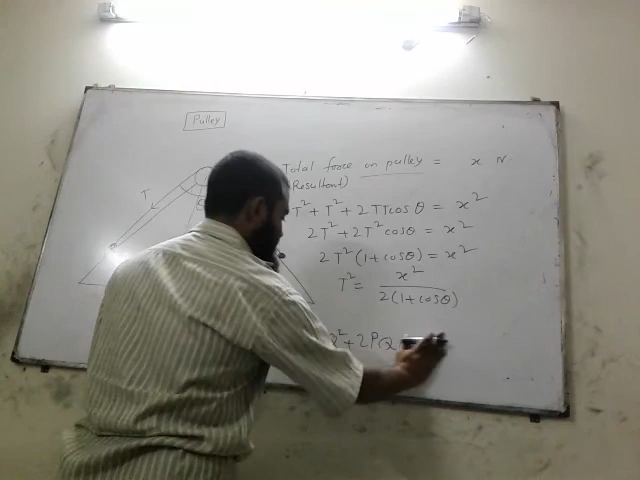 Pulley
Total force on pulley = x N
(Resultant)
T
T² + T² + 2TTcosθ = x²
2T² + 2T²cosθ = x²
2T²(1+cosθ) = x²
T² = x² / 2(1+cosθ)
Q² + 2PQ